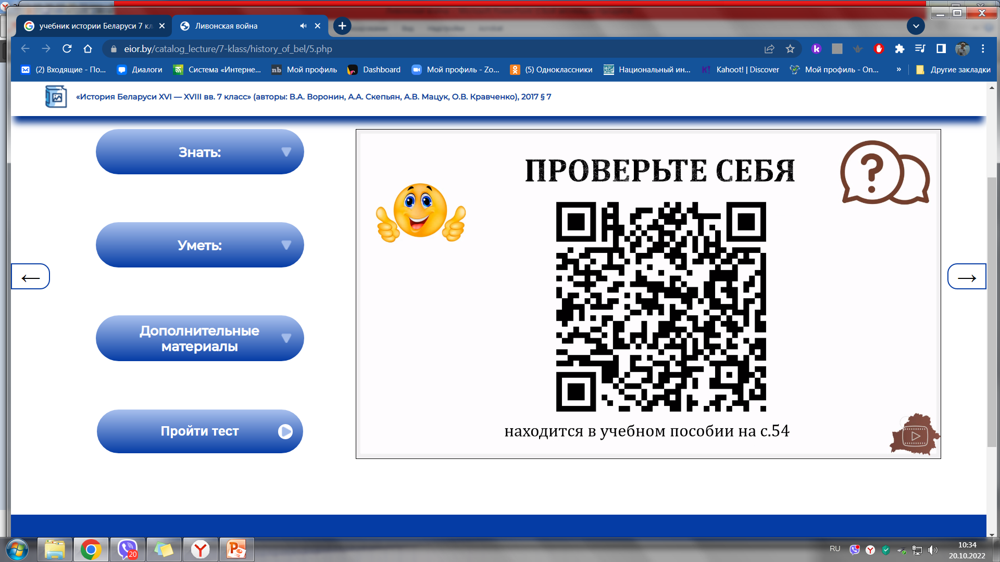 учебник истории Беларуси 7 кл
Ливонская война
eior.by/catalog_lecture/7-klass/history_of_bel/5.php
(2) Входящие - По...
Диалоги
Система «Интерне...
nb Мой профиль
Dashboard
Мой профиль - Zo...
(5) Одноклассники
Национальный ин...
Kahoot! | Discover
Мой профиль - On...
»
Другие закладки
«История Беларуси XVI — XVIII вв. 7 класс» (авторы: В.А. Воронин, А.А. Скепьян, А.В. Мацук, О.В. Кравченко), 2017 § 7
Знать:
Уметь:
Дополнительные
материалы
Пройти тест
ПРОВЕРЬТЕ СЕБЯ
находится в учебном пособии на с.54
20
RU
10:34
20.10.2022